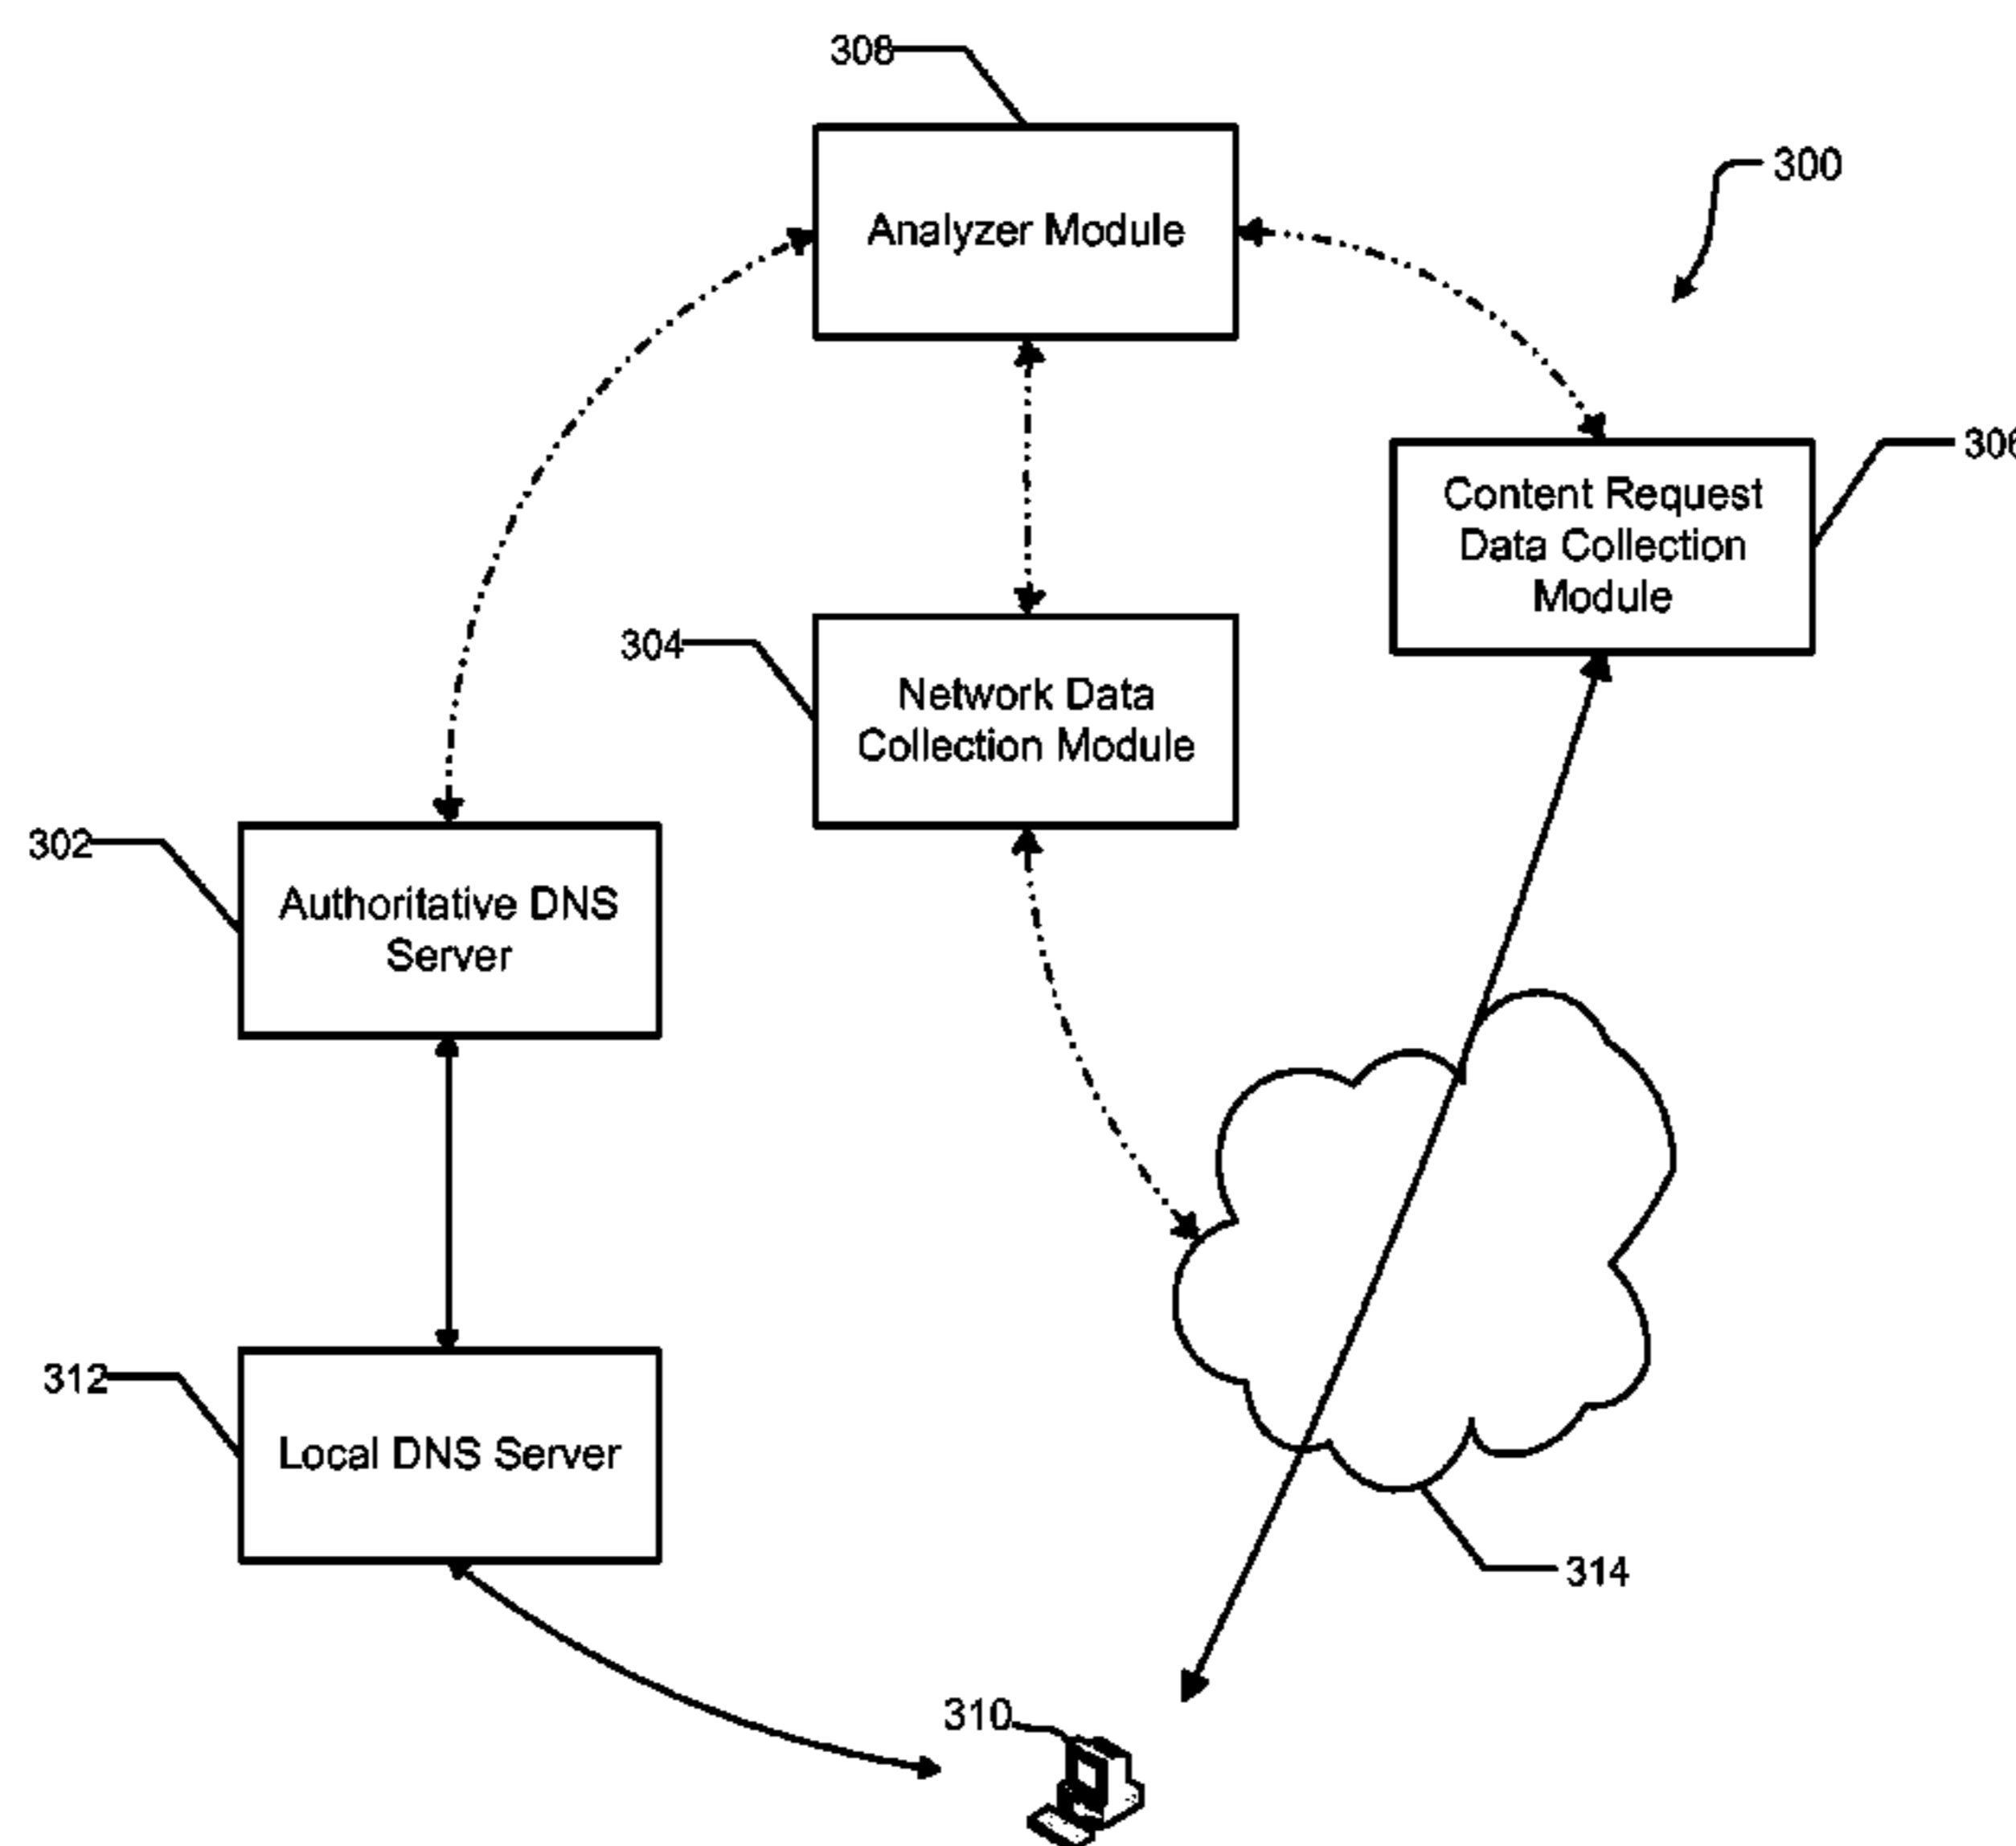 308
Analyzer Module
300
306
Content Request
Data Collection
Module
304
Network Data
Collection Module
302
Authoritative DNS
Server
312
Local DNS Server
314
310